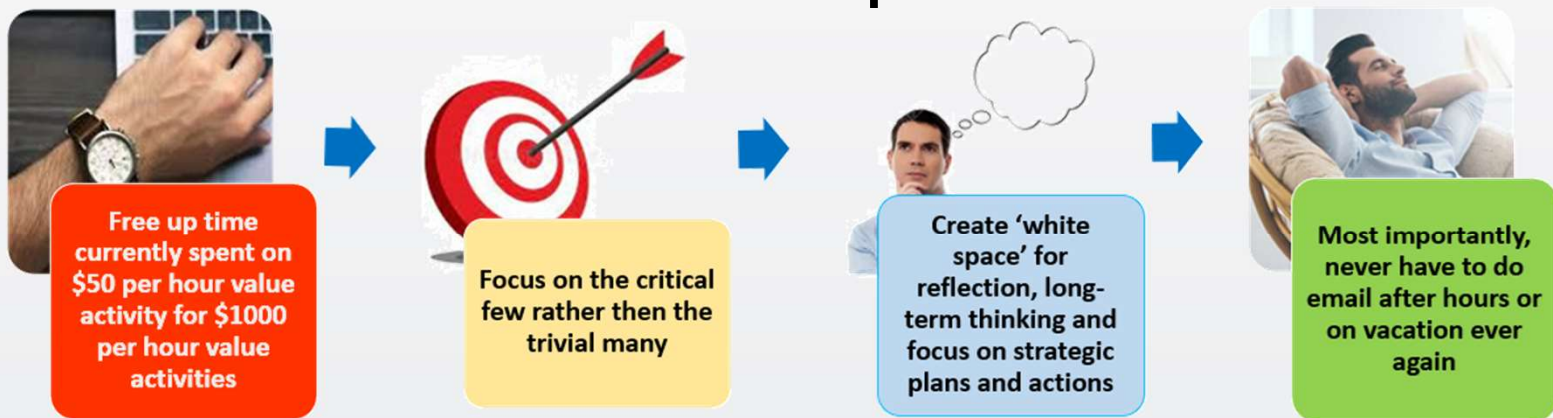 Free up time
currently spent on
$50 per hour value
activity for $1000
per hour value
activities
Focus on the critical
few rather then the
trivial many
Create ‘white
space’ for
reflection, long-
term thinking and
focus on strategic
plans and actions
Most importantly,
never have to do
email after hours or
on vacation ever
again